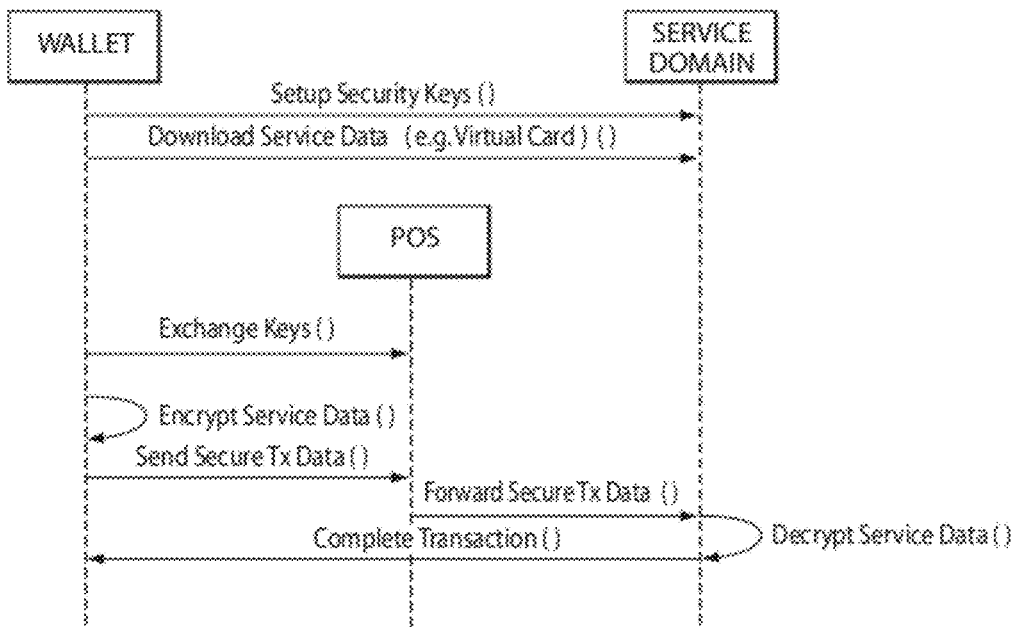 WALLET
SERVICE
DOMAIN
Setup Security Keys ( )
Download Service Data ( e.g. Virtual Card ) ( )
POS
Exchange Keys ( )
Encrypt Service Data ( )
Send Secure Tx Data ( )
Forward Secure Tx Data ( )
Decrypt Service Data ( )
Complete Transaction ( )